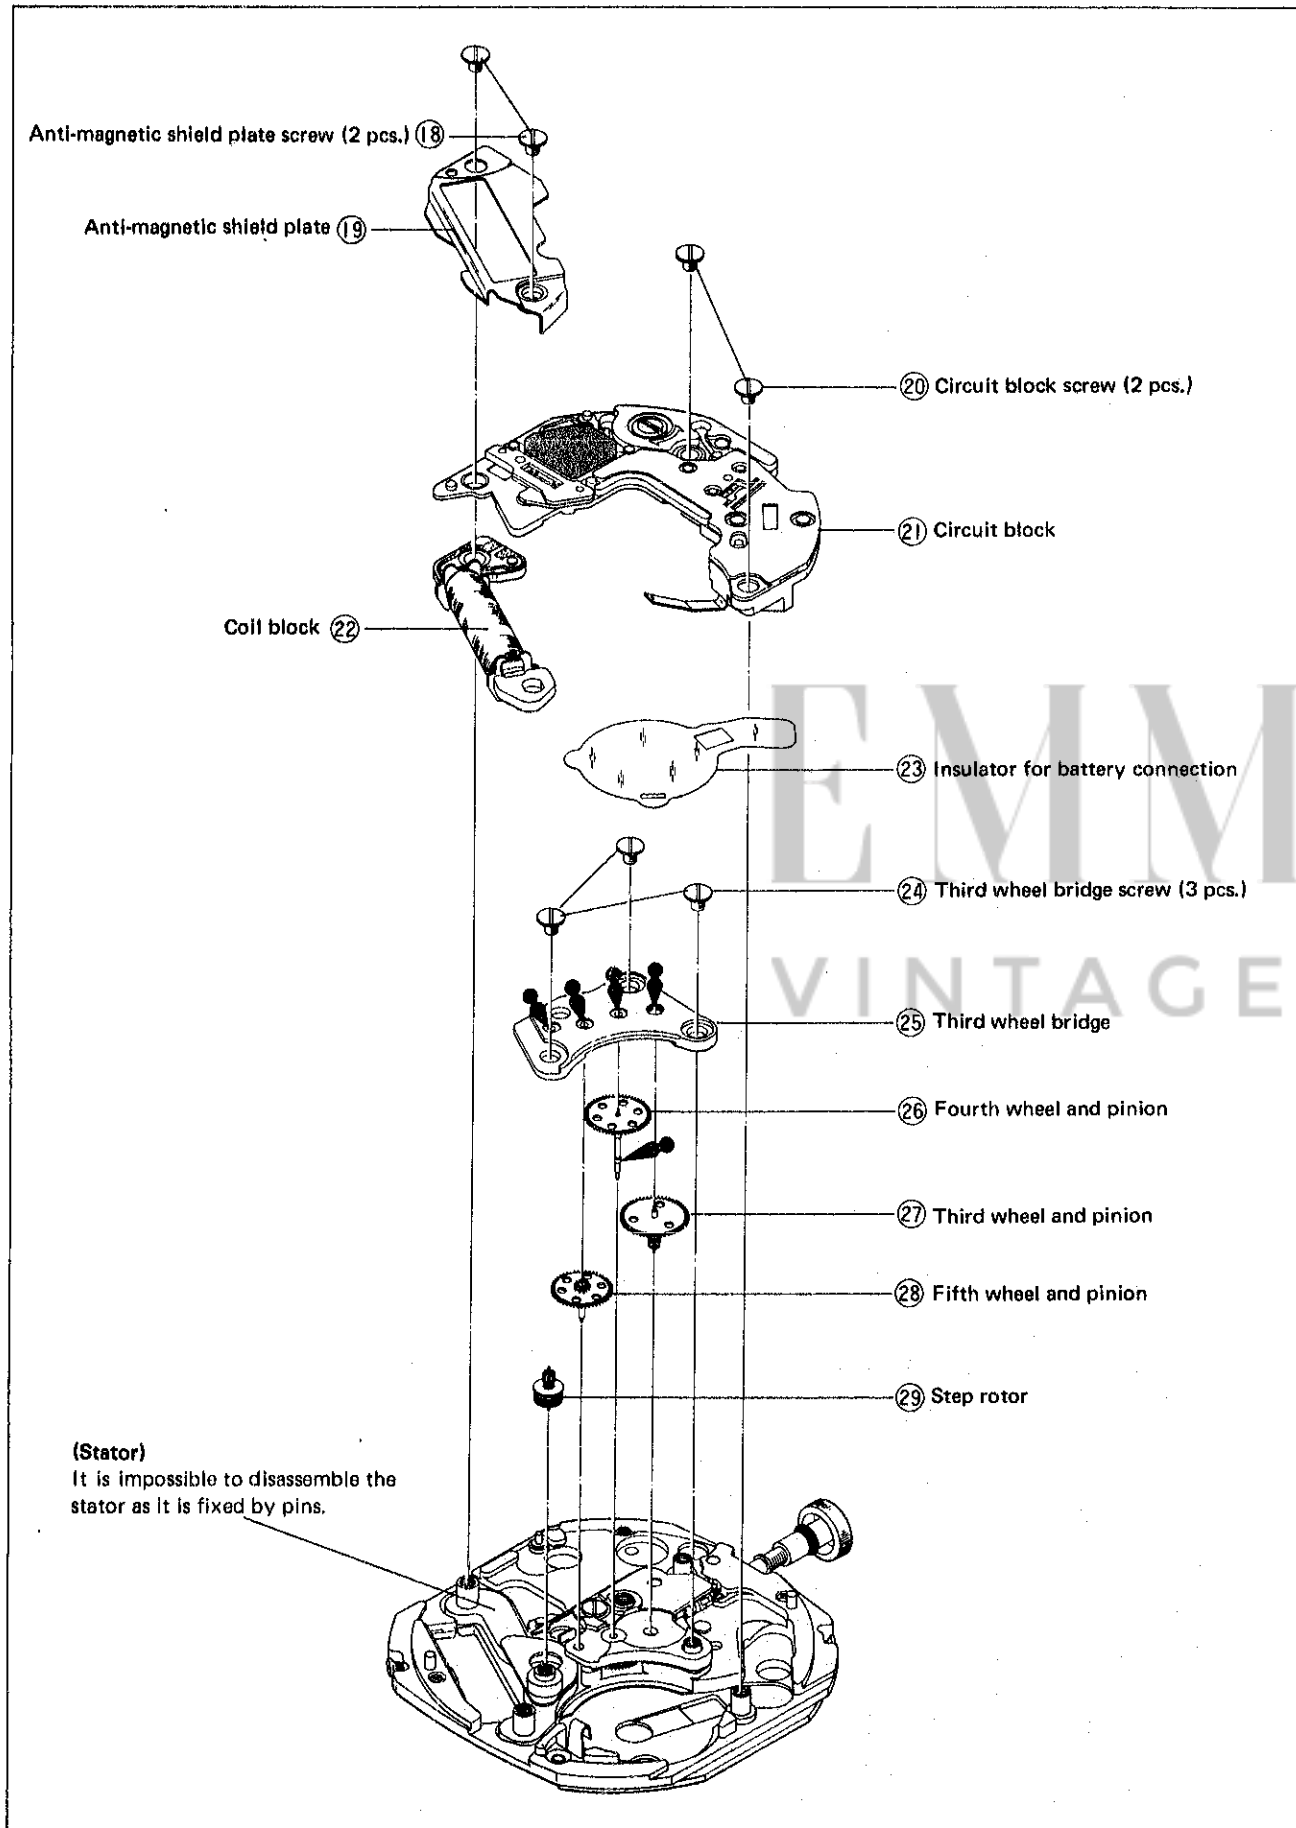 Anti-magnetic shield plate screw (2 pcs.) 18
Anti-magnetic shield plate 19
20 Circuit block screw (2 pcs.)
21 Circuit block
Coil block 22
23 Insulator for battery connection
24 Third wheel bridge screw (3 pcs.)
25 Third wheel bridge
26 Fourth wheel and pinion
27 Third wheel and pinion
28 Fifth wheel and pinion
29 Step rotor
(Stator)
It is impossible to disassemble the
stator as it is fixed by pins.
EMM
VINTAGE